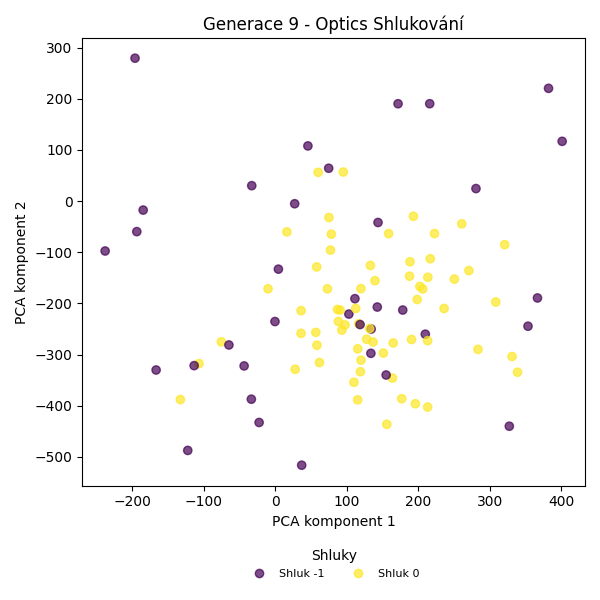 Generace 9 - Optics Shlukování
300
200
100
0
−100
−200
−300
−400
−500
PCA komponent 2
−200 −100 0 100 200 300 400
PCA komponent 1
Shluky
Shluk -1 Shluk 0